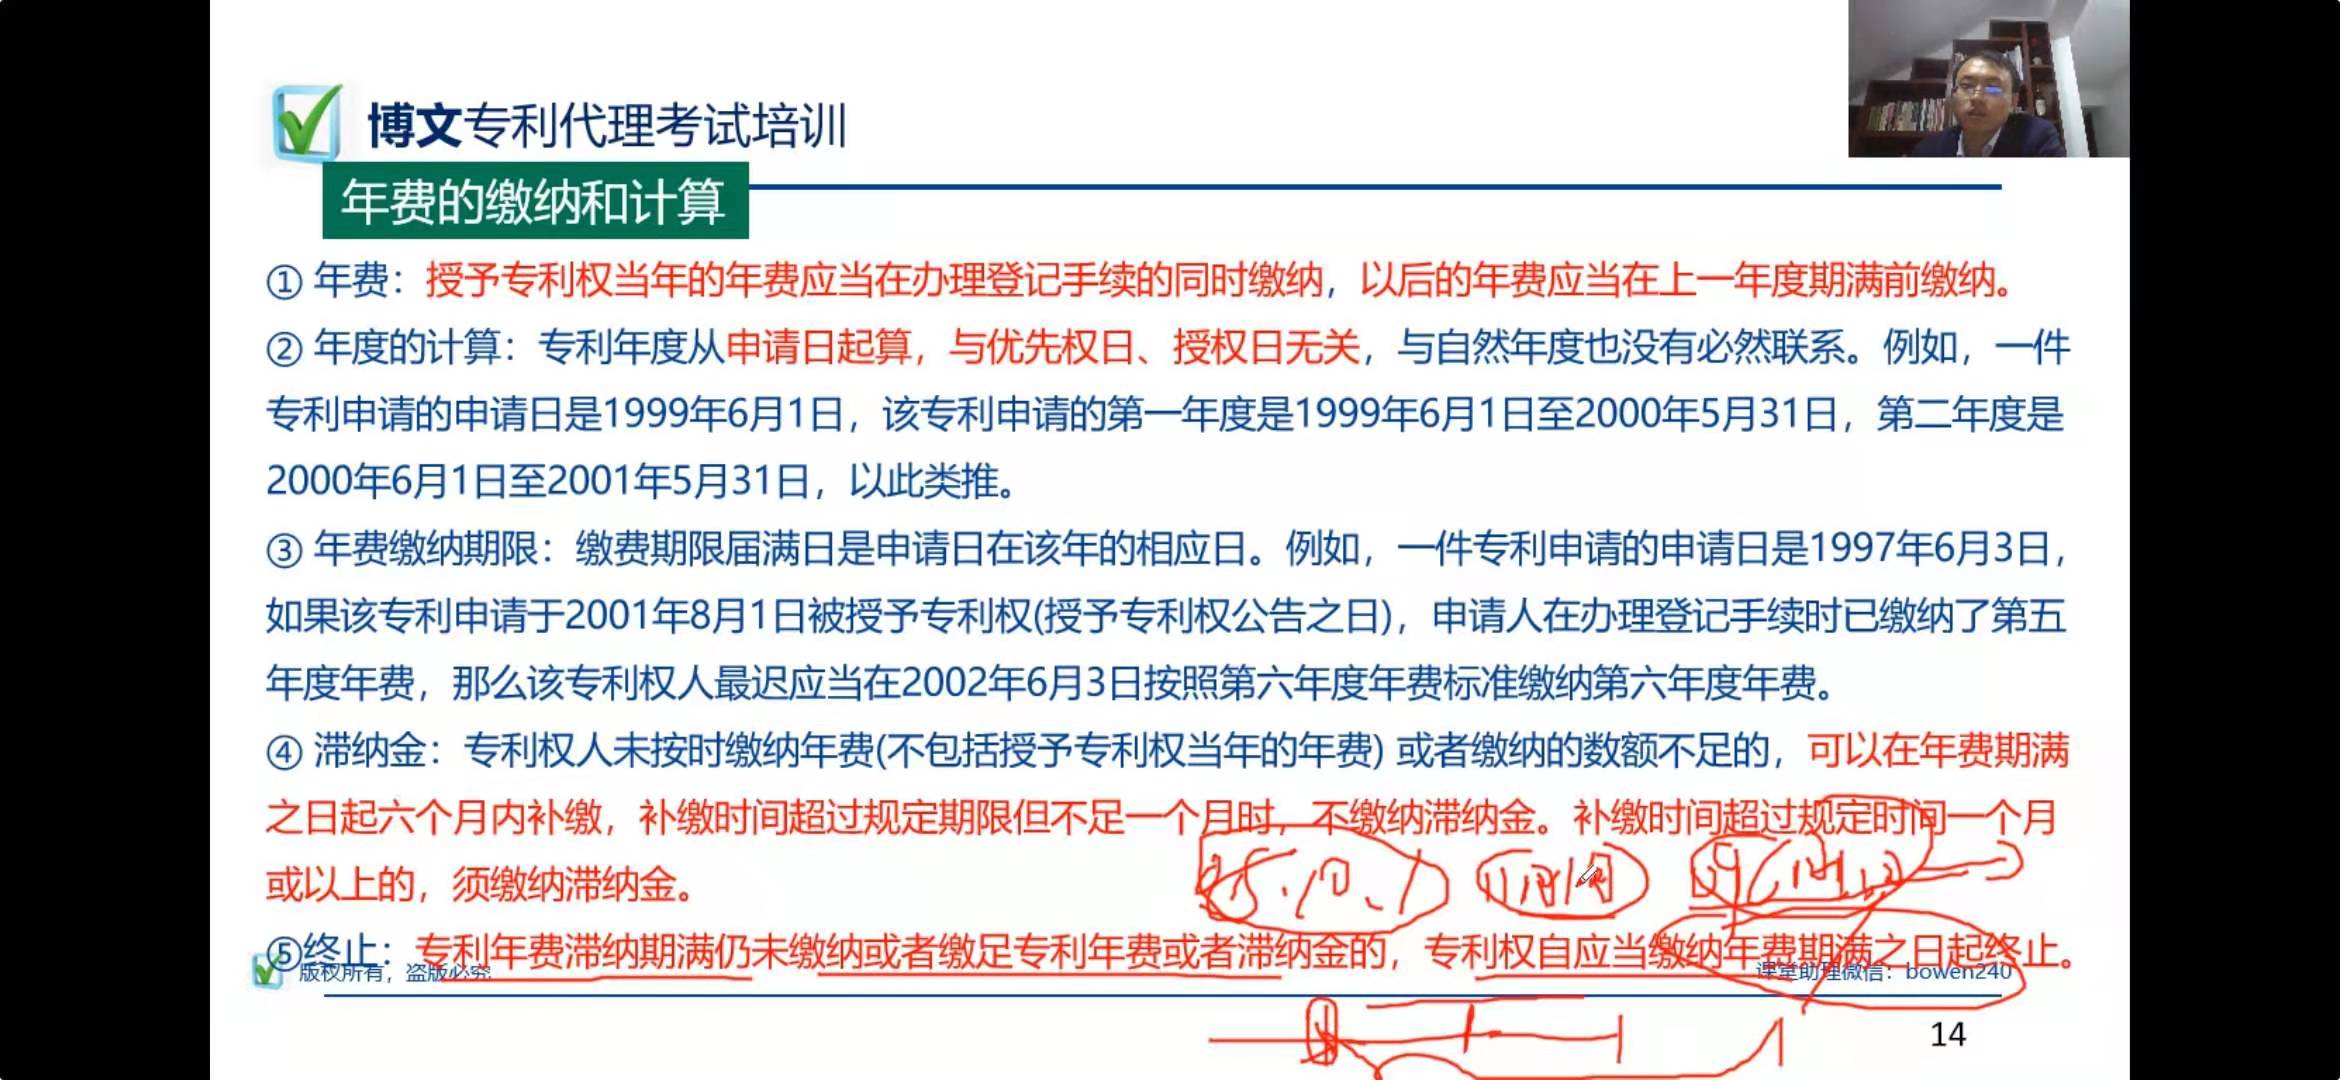 博文专利代理考试培训
年费的缴纳和计算
① 年费：授予专利权当年的年费应当在办理登记手续的同时缴纳，以后的年费应当在上一年度期满前缴纳。
② 年度的计算：专利年度从申请日起算，与优先权日、授权日无关，与自然年度也没有必然联系。例如，一件
专利申请的申请日是1999年6月1日，该专利申请的第一年度是1999年6月1日至2000年5月31日，第二年度是
2000年6月1日至2001年5月31日，以此类推。
③ 年费缴纳期限：缴费期限届满日是申请日在该年的相应日。例如，一件专利申请的申请日是1997年6月3日，
如果该专利申请于2001年8月1日被授予专利权(授予专利权公告之日)，申请人在办理登记手续时已缴纳了第五
年度年费，那么该专利权人最迟应当在2002年6月3日按照第六年度年费标准缴纳第六年度年费。
④ 滞纳金：专利权人未按时缴纳年费(不包括授予专利权当年的年费) 或者缴纳的数额不足的，可以在年费期满
之日起六个月内补缴，补缴时间超过规定期限但不足一个月时，不缴纳滞纳金。补缴时间超过规定时间一个月
或以上的，须缴纳滞纳金。
⑤终止：专利年费滞纳期满仍未缴纳或者缴足专利年费或者滞纳金的，专利权自应当缴纳年费期满之日起终止。
版权所有，盗版必究
课堂助理微信：bowen240
14